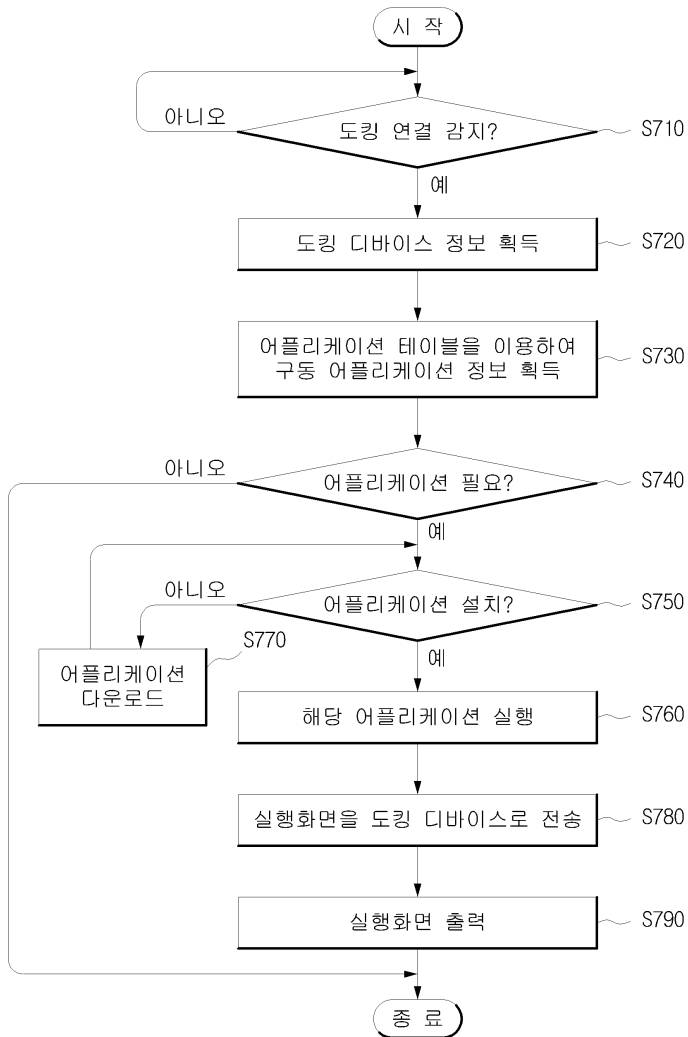 시 작
아니오
도킹 연결 감지?
S710
예
도킹 디바이스 정보 획득
S720
어플리케이션 테이블을 이용하여
구동 어플리케이션 정보 획득
S730
아니오
어플리케이션 필요?
S740
예
아니오
어플리케이션 설치?
S750
S770
어플리케이션
다운로드
예
해당 어플리케이션 실행
S760
실행화면을 도킹 디바이스로 전송
S780
실행화면 출력
S790
종 료